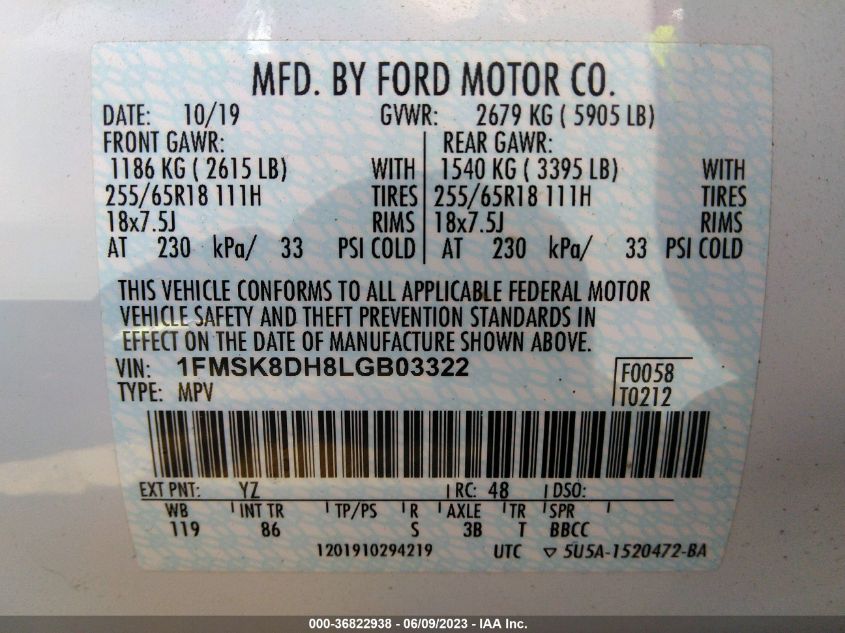 MFD. BY FORD MOTOR CO.
DATE: 10/19 GVWR: 2679 KG ( 5905 LB)
FRONT GAWR: REAR GAWR:
1186 KG ( 2615 LB) WITH 1540 KG ( 3395 LB) WITH
255/65R18 111H TIRES 255/65R18 111H TIRES
18x7.5J RIMS 18x7.5J RIMS
AT 230 kPa/ 33 PSI COLD AT 230 kPa/ 33 PSI COLD
THIS VEHICLE CONFORMS TO ALL APPLICABLE FEDERAL MOTOR
VEHICLE SAFETY AND THEFT PREVENTION STANDARDS IN
EFFECT ON THE DATE OF MANUFACTURE SHOWN ABOVE.
VIN: 1FMSK8DH8LGB03322 F0058
TYPE: MPV T0212
EXT PNT: YZ RC: 48 DSO:
WB INT TR TP/PS R AXLE TR SPR
119 86 S 3B T BBCC
1201910294219 UTC ▽ 5U5A-1520472-BA
000-36822938 - 06/09/2023 - IAA Inc.